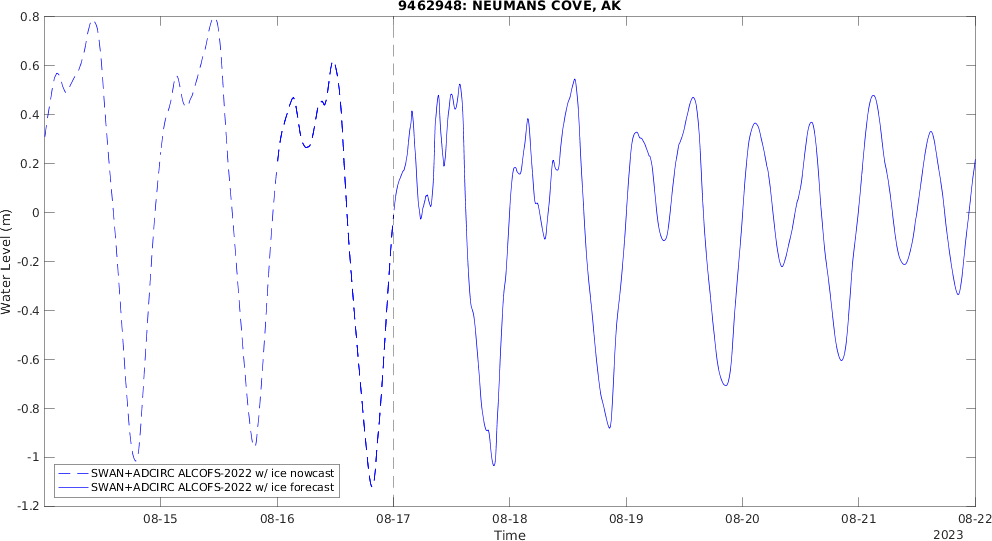 9462948: NEUMANS COVE, AK
Water Level (m)
0.8
0.6
0.4
0.2
0
-0.2
-0.4
-0.6
-0.8
-1
-1.2
SWAN+ADCIRC ALCOFS-2022 w/ ice nowcast
SWAN+ADCIRC ALCOFS-2022 w/ ice forecast
08-15 08-16 08-17 08-18 08-19 08-20 08-21 08-22
Time
2023